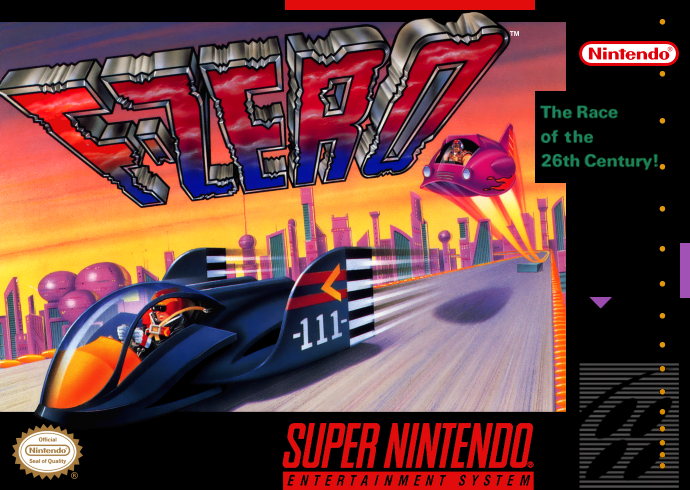 F-ZERO
TM
Nintendo®
The Race
of the
26th Century!
-111-
Official
Nintendo
Seal of Quality
®
SUPER NINTENDO®
ENTERTAINMENT SYSTEM